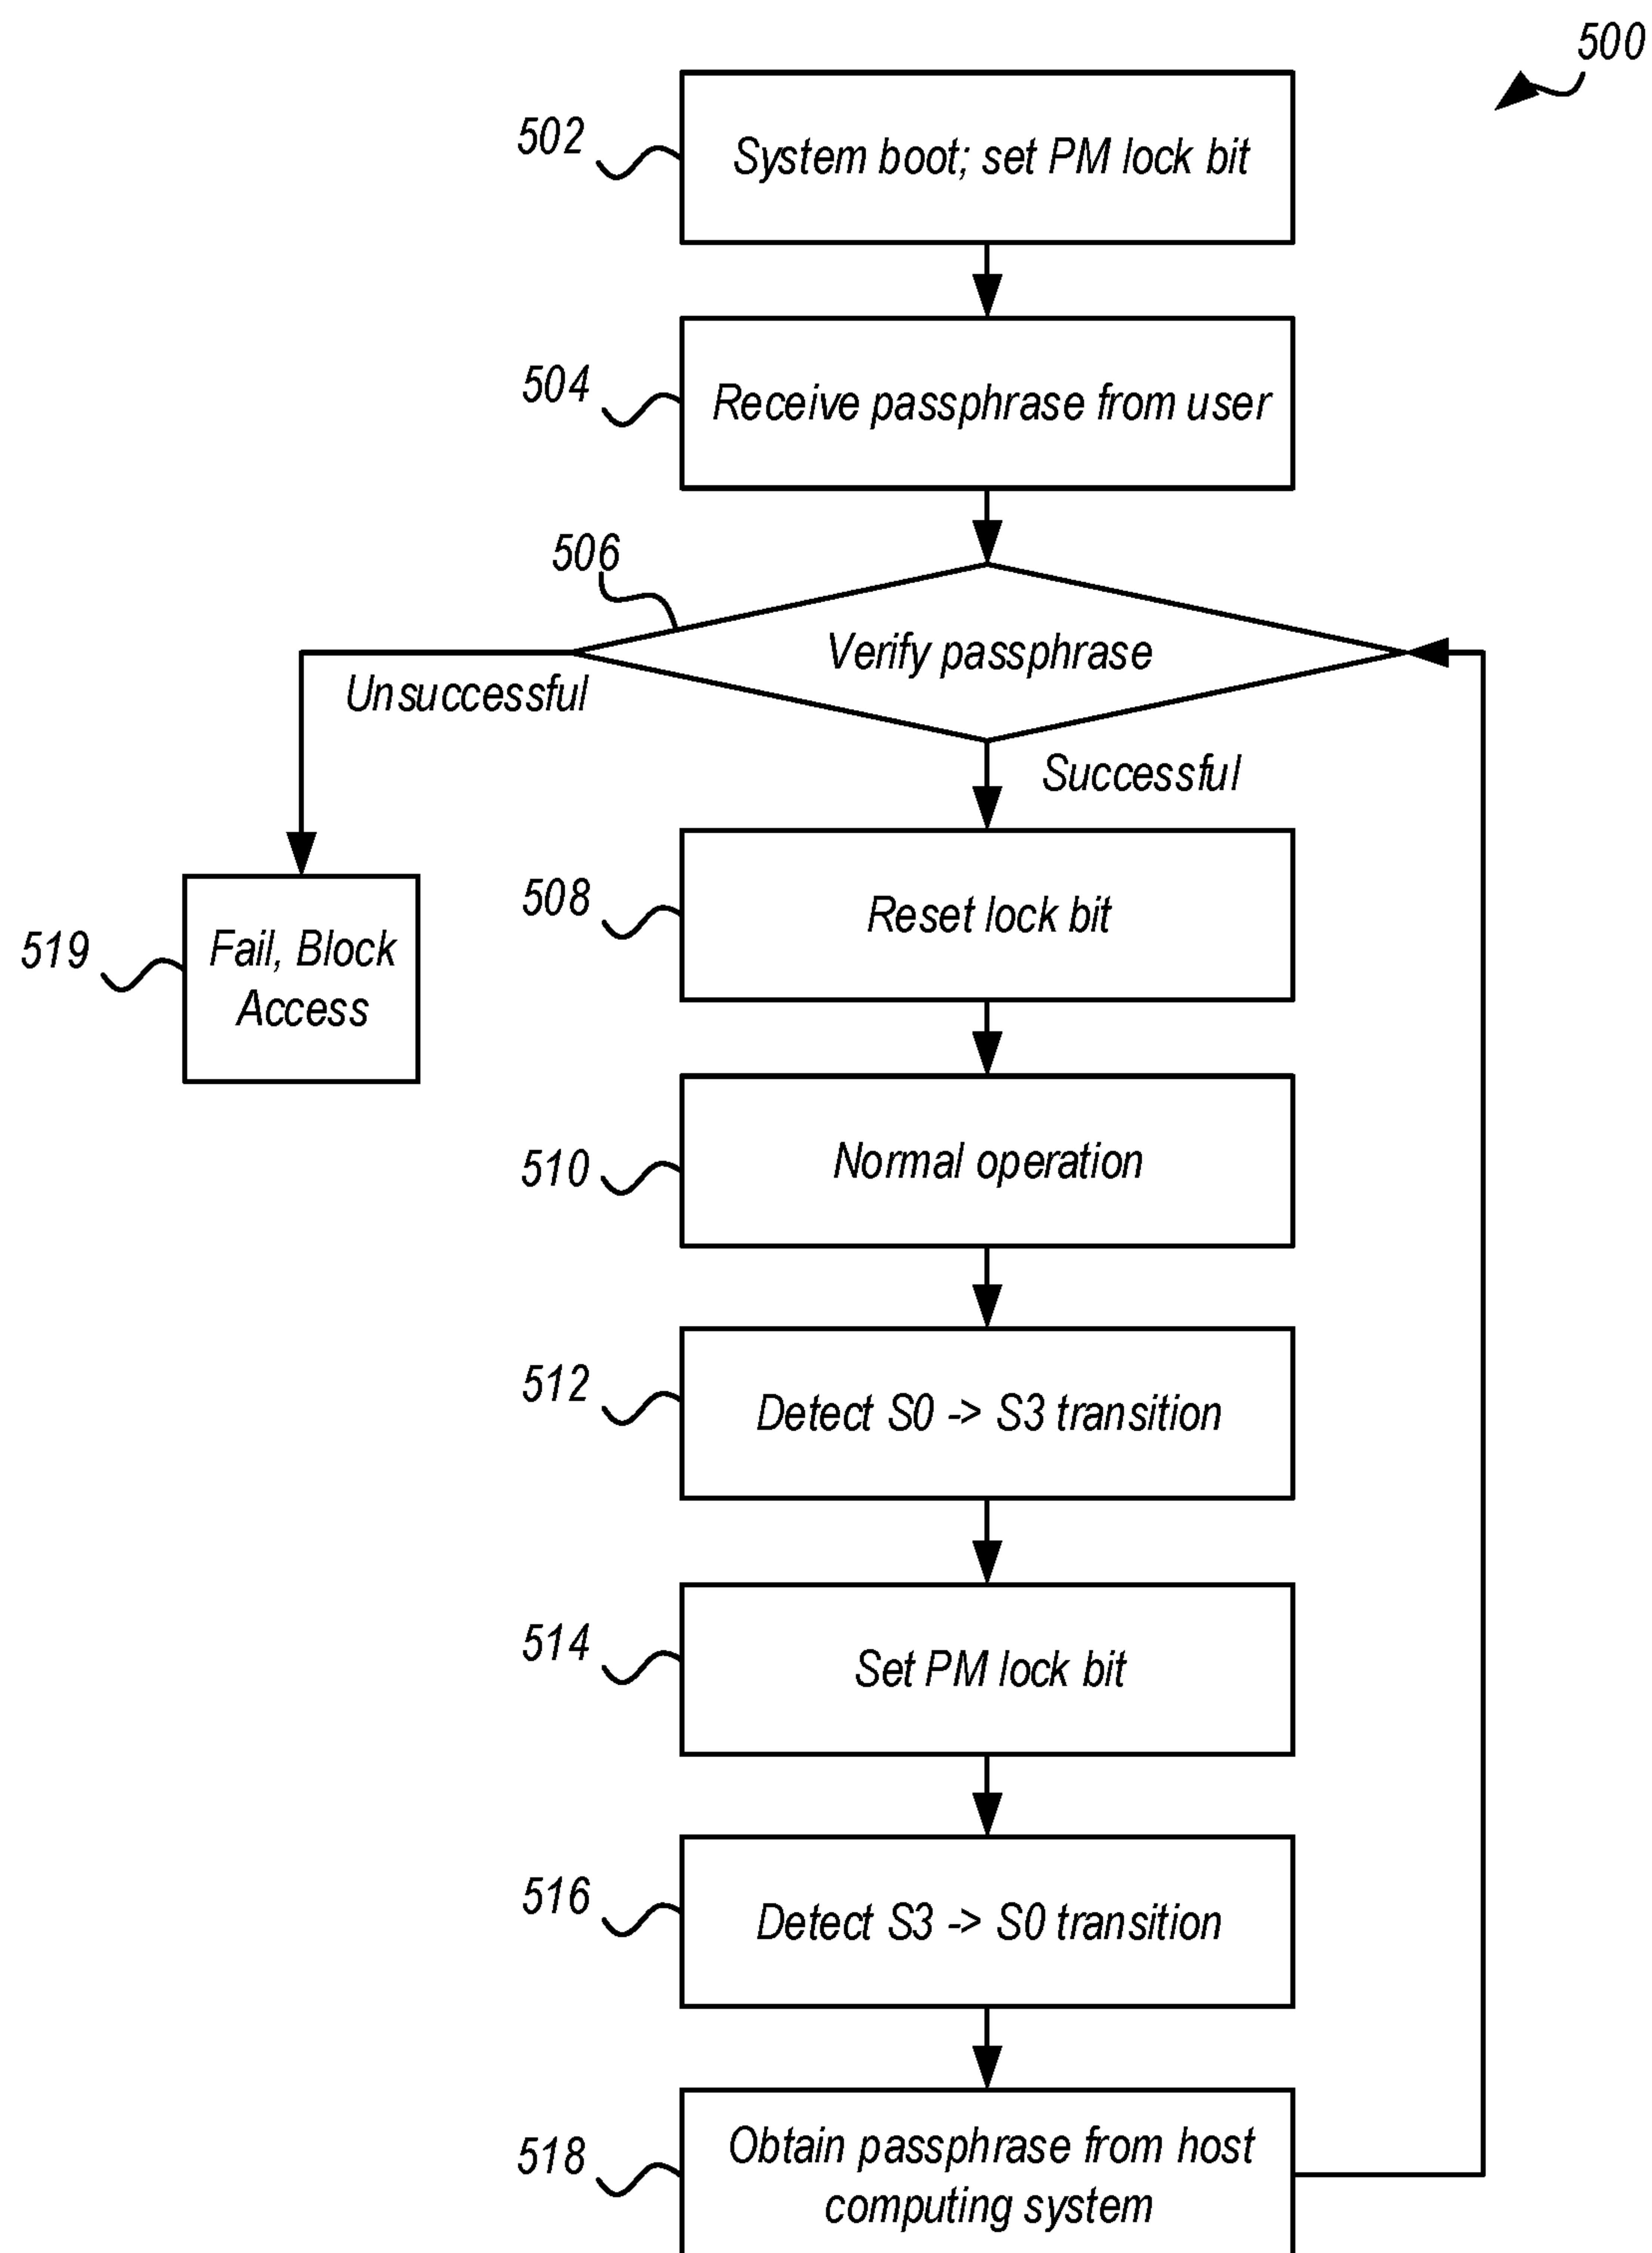 500
502
System boot; set PM lock bit
504
Receive passphrase from user
506
Verify passphrase
Unsuccessful
Successful
508
Reset lock bit
519
Fail, Block
Access
510
Normal operation
512
Detect S0 -> S3 transition
514
Set PM lock bit
516
Detect S3 -> S0 transition
518
Obtain passphrase from host
computing system